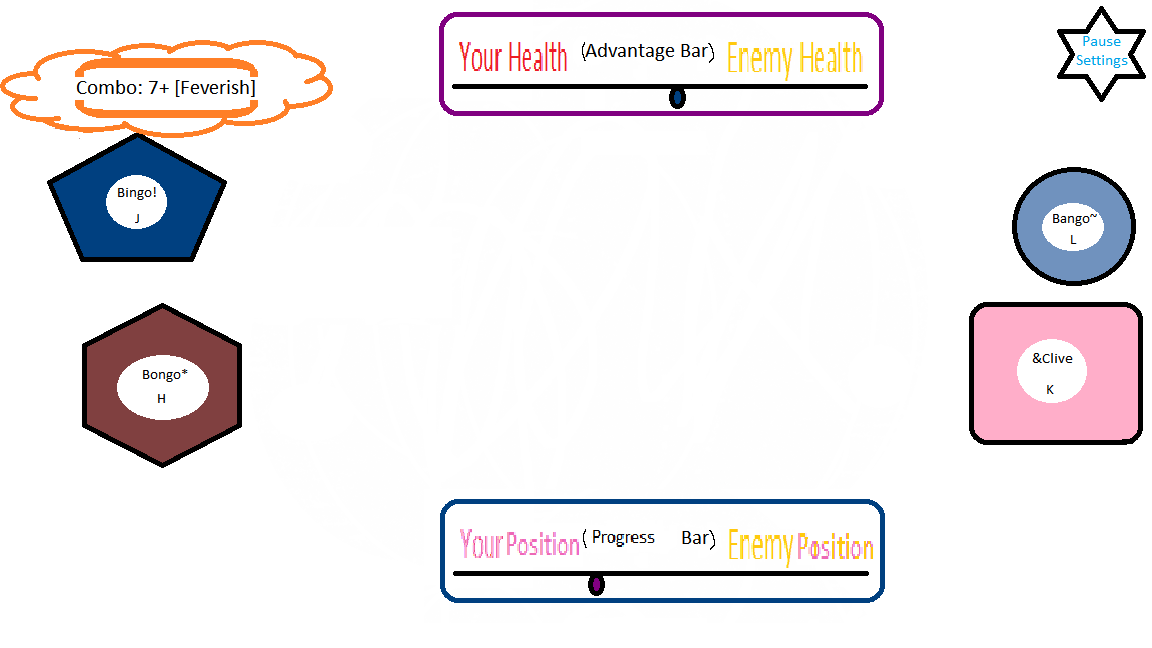 Your Health (Advantage Bar) Enemy Health
Pause
Settings
Combo: 7+ [Feverish]
Bingo!
J
Bango~
L
Bongo*
H
&Clive
K
Your Position ( Progress Bar) Enemy Position